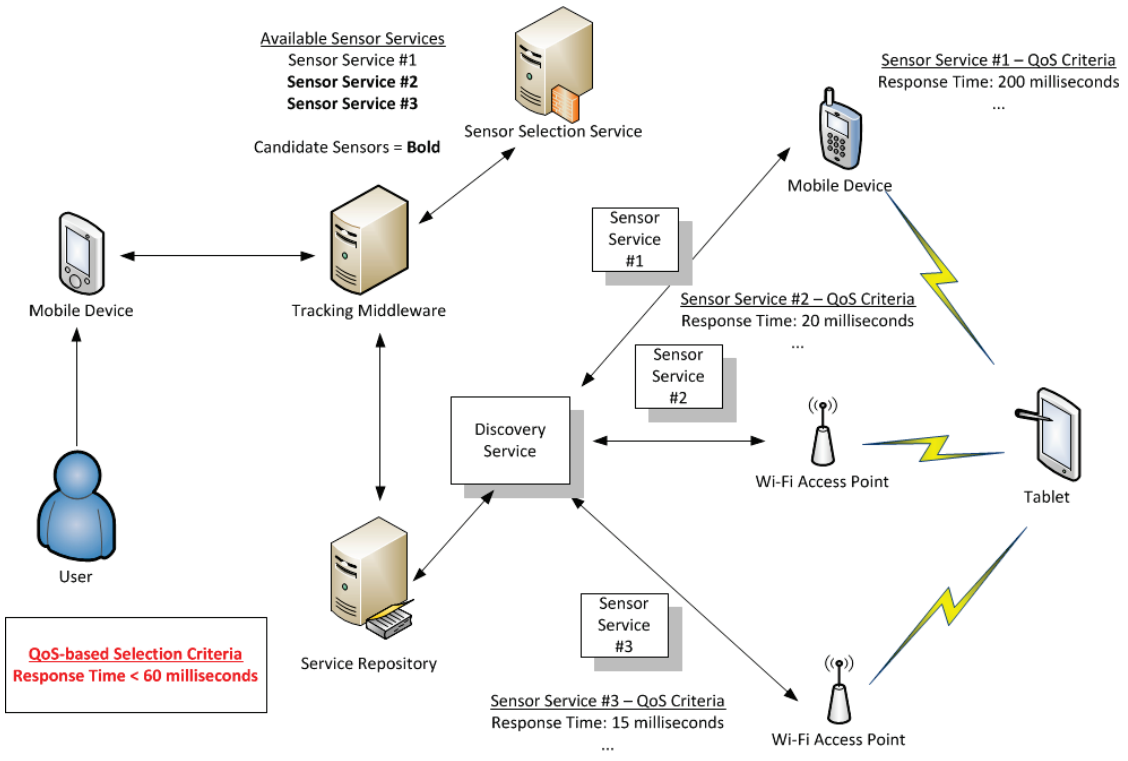 Available Sensor Services
Sensor Service #1
Sensor Service #2
Sensor Service #3
Candidate Sensors = Bold
Sensor Selection Service
Sensor Service #1 – QoS Criteria
Response Time: 200 milliseconds
...
Mobile Device
Sensor
Service
#1
Mobile Device
Tracking Middleware
Sensor Service #2 – QoS Criteria
Response Time: 20 milliseconds
...
Sensor
Service
#2
Discovery
Service
Wi-Fi Access Point
Tablet
User
Sensor
Service
#3
QoS-based Selection Criteria
Response Time < 60 milliseconds
Service Repository
Sensor Service #3 – QoS Criteria
Response Time: 15 milliseconds
...
Wi-Fi Access Point